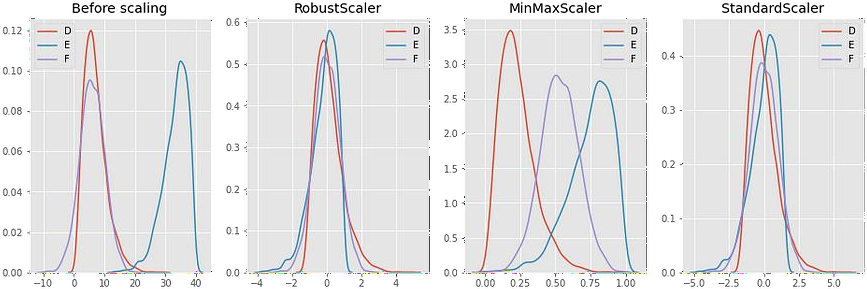 Before scaling
RobustScaler
MinMaxScaler
StandardScaler
0.12
0.10
0.08
0.06
0.04
0.02
0.00
−10 0 10 20 30 40
D
E
F
0.6
0.5
0.4
0.3
0.2
0.1
0.0
−4 −2 0 2 4
D
E
F
3.5
3.0
2.5
2.0
1.5
1.0
0.5
0.0
0.00 0.25 0.50 0.75 1.00
D
E
F
0.4
0.3
0.2
0.1
0.0
−5.0 −2.5 0.0 2.5 5.0
D
E
F